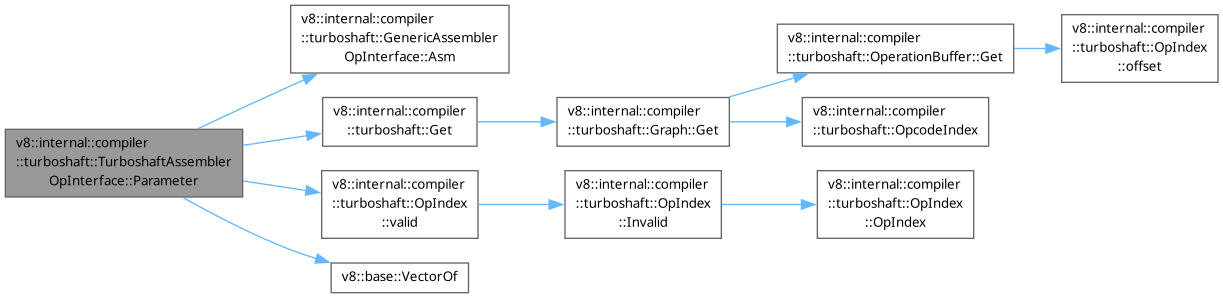 v8::internal::compiler
::turboshaft::TurboshaftAssembler
OpInterface::Parameter
v8::internal::compiler
::turboshaft::GenericAssembler
OpInterface::Asm
v8::internal::compiler
::turboshaft::Get
v8::internal::compiler
::turboshaft::Graph::Get
v8::internal::compiler
::turboshaft::OperationBuffer::Get
v8::internal::compiler
::turboshaft::OpIndex
::offset
v8::internal::compiler
::turboshaft::OpcodeIndex
v8::internal::compiler
::turboshaft::OpIndex
::valid
v8::internal::compiler
::turboshaft::OpIndex
::Invalid
v8::internal::compiler
::turboshaft::OpIndex
::OpIndex
v8::base::VectorOf